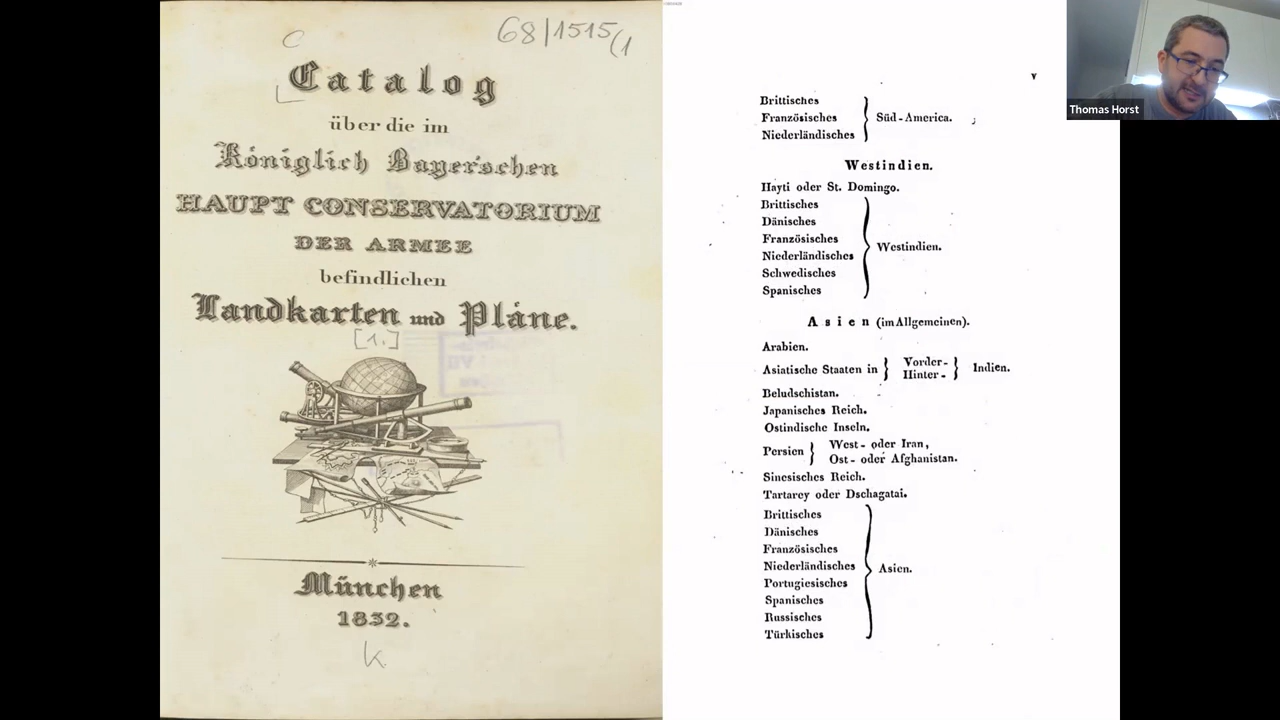 C
68/1515(1
Catalog
über die im
Königlich Bayer'schen
HAUPT CONSERVATORIUM
DER ARMEE
befindlichen
Landkarten und Pläne.
[1.]
München
1832.
K
V
Brittisches
Französisches
Niederländisches
Süd-America.
Westindien.
Hayti oder St. Domingo.
Brittisches
Dänisches
Französisches
Niederländisches
Schwedisches
Spanisches
Westindien.
Asien (im Allgemeinen).
Arabien.
Asiatische Staaten in } Vorder- } Indien.
Hinter-
Beludschistan.
Japanisches Reich.
Ostindische Inseln.
Persien } West- oder Iran,
Ost- oder Afghanistan.
Sinesisches Reich.
Tartarey oder Dschagatai.
Brittisches
Dänisches
Französisches
Niederländisches
Portugiesisches
Spanisches
Russisches
Türkisches
Asien.
Thomas Horst